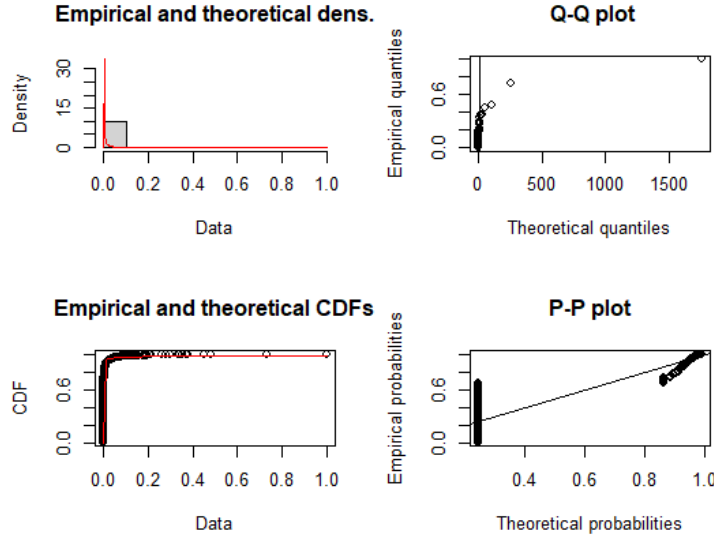 Empirical and theoretical dens.
Density
0 15 30
0.0 0.2 0.4 0.6 0.8 1.0
Data
Q-Q plot
Empirical quantiles
0.0 0.6
0 500 1000 1500
Theoretical quantiles
Empirical and theoretical CDFs
CDF
0.0 0.6
0.0 0.2 0.4 0.6 0.8 1.0
Data
P-P plot
Empirical probabilities
0.0 0.6
0.4 0.6 0.8 1.0
Theoretical probabilities